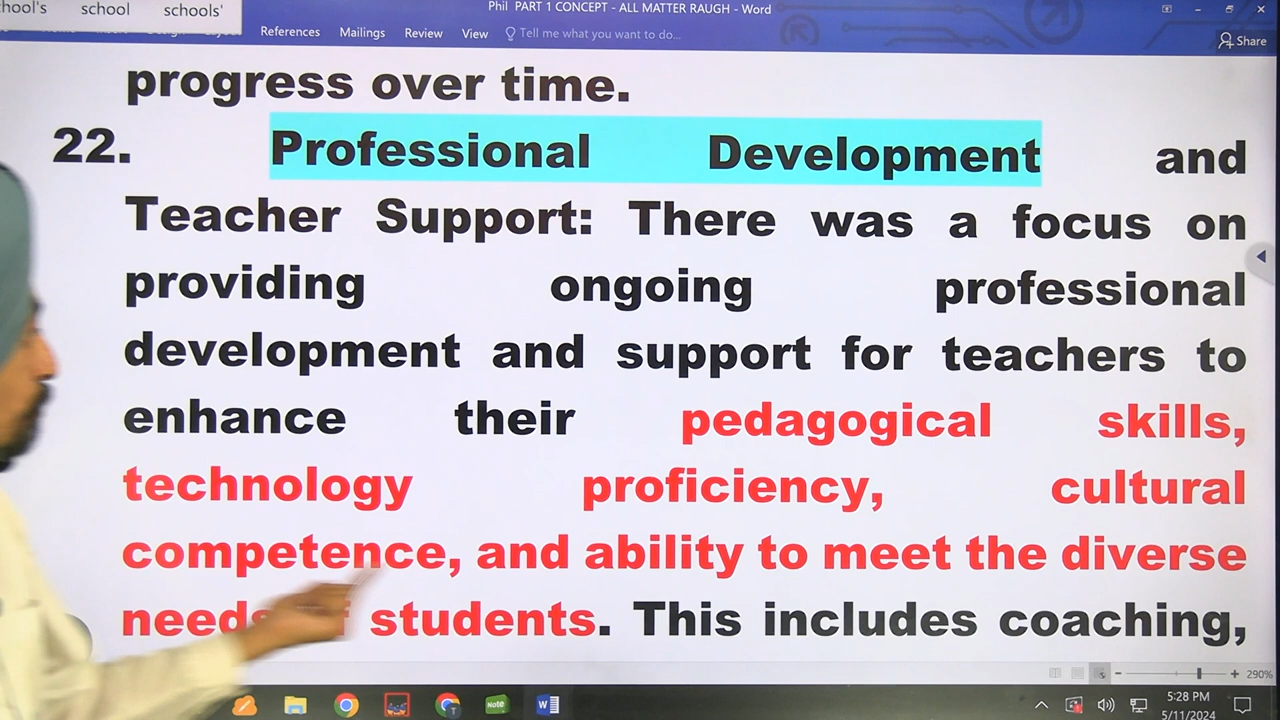 school's school schools'
Phil PART 1 CONCEPT - ALL MATTER RAUGH - Word
References Mailings Review View Tell me what you want to do... Share
progress over time.
22. Professional Development and
Teacher Support: There was a focus on
providing ongoing professional
development and support for teachers to
enhance their pedagogical skills,
technology proficiency, cultural
competence, and ability to meet the diverse
needs students. This includes coaching,
290%
Note
5:28 PM
5/11/2024